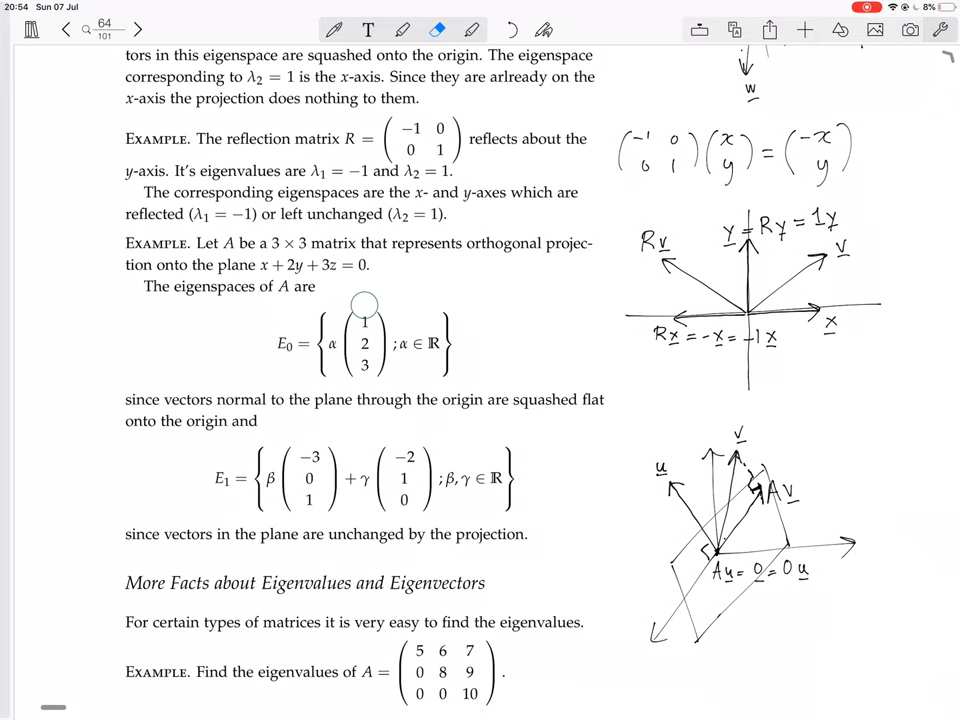 20:54 Sun 07 Jul
8%
64
101
T
tors in this eigenspace are squashed onto the origin. The eigenspace
corresponding to λ₂ = 1 is the x-axis. Since they are arlready on the
x-axis the projection does nothing to them.
EXAMPLE. The reflection matrix R = ( −1 0 ; 0 1 ) reflects about the
y-axis. It's eigenvalues are λ₁ = −1 and λ₂ = 1.
The corresponding eigenspaces are the x- and y-axes which are
reflected (λ₁ = −1) or left unchanged (λ₂ = 1).
EXAMPLE. Let A be a 3 × 3 matrix that represents orthogonal projec-
tion onto the plane x + 2y + 3z = 0.
The eigenspaces of A are
E₀ = { α ( 1 2 3 ) ; α ∈ ℝ }
since vectors normal to the plane through the origin are squashed flat
onto the origin and
E₁ = { β ( −3 0 1 ) + γ ( −2 1 0 ) ; β, γ ∈ ℝ }
since vectors in the plane are unchanged by the projection.
More Facts about Eigenvalues and Eigenvectors
For certain types of matrices it is very easy to find the eigenvalues.
EXAMPLE. Find the eigenvalues of A = ( 5 6 7 ; 0 8 9 ; 0 0 10 ) .
w
( -1 0 ; 0 1 ) ( x y ) = ( -x y )
y = Ry = 1y
Rv
v
Rx = -x = -1x
x
v
u
Av
Au = 0 = 0u